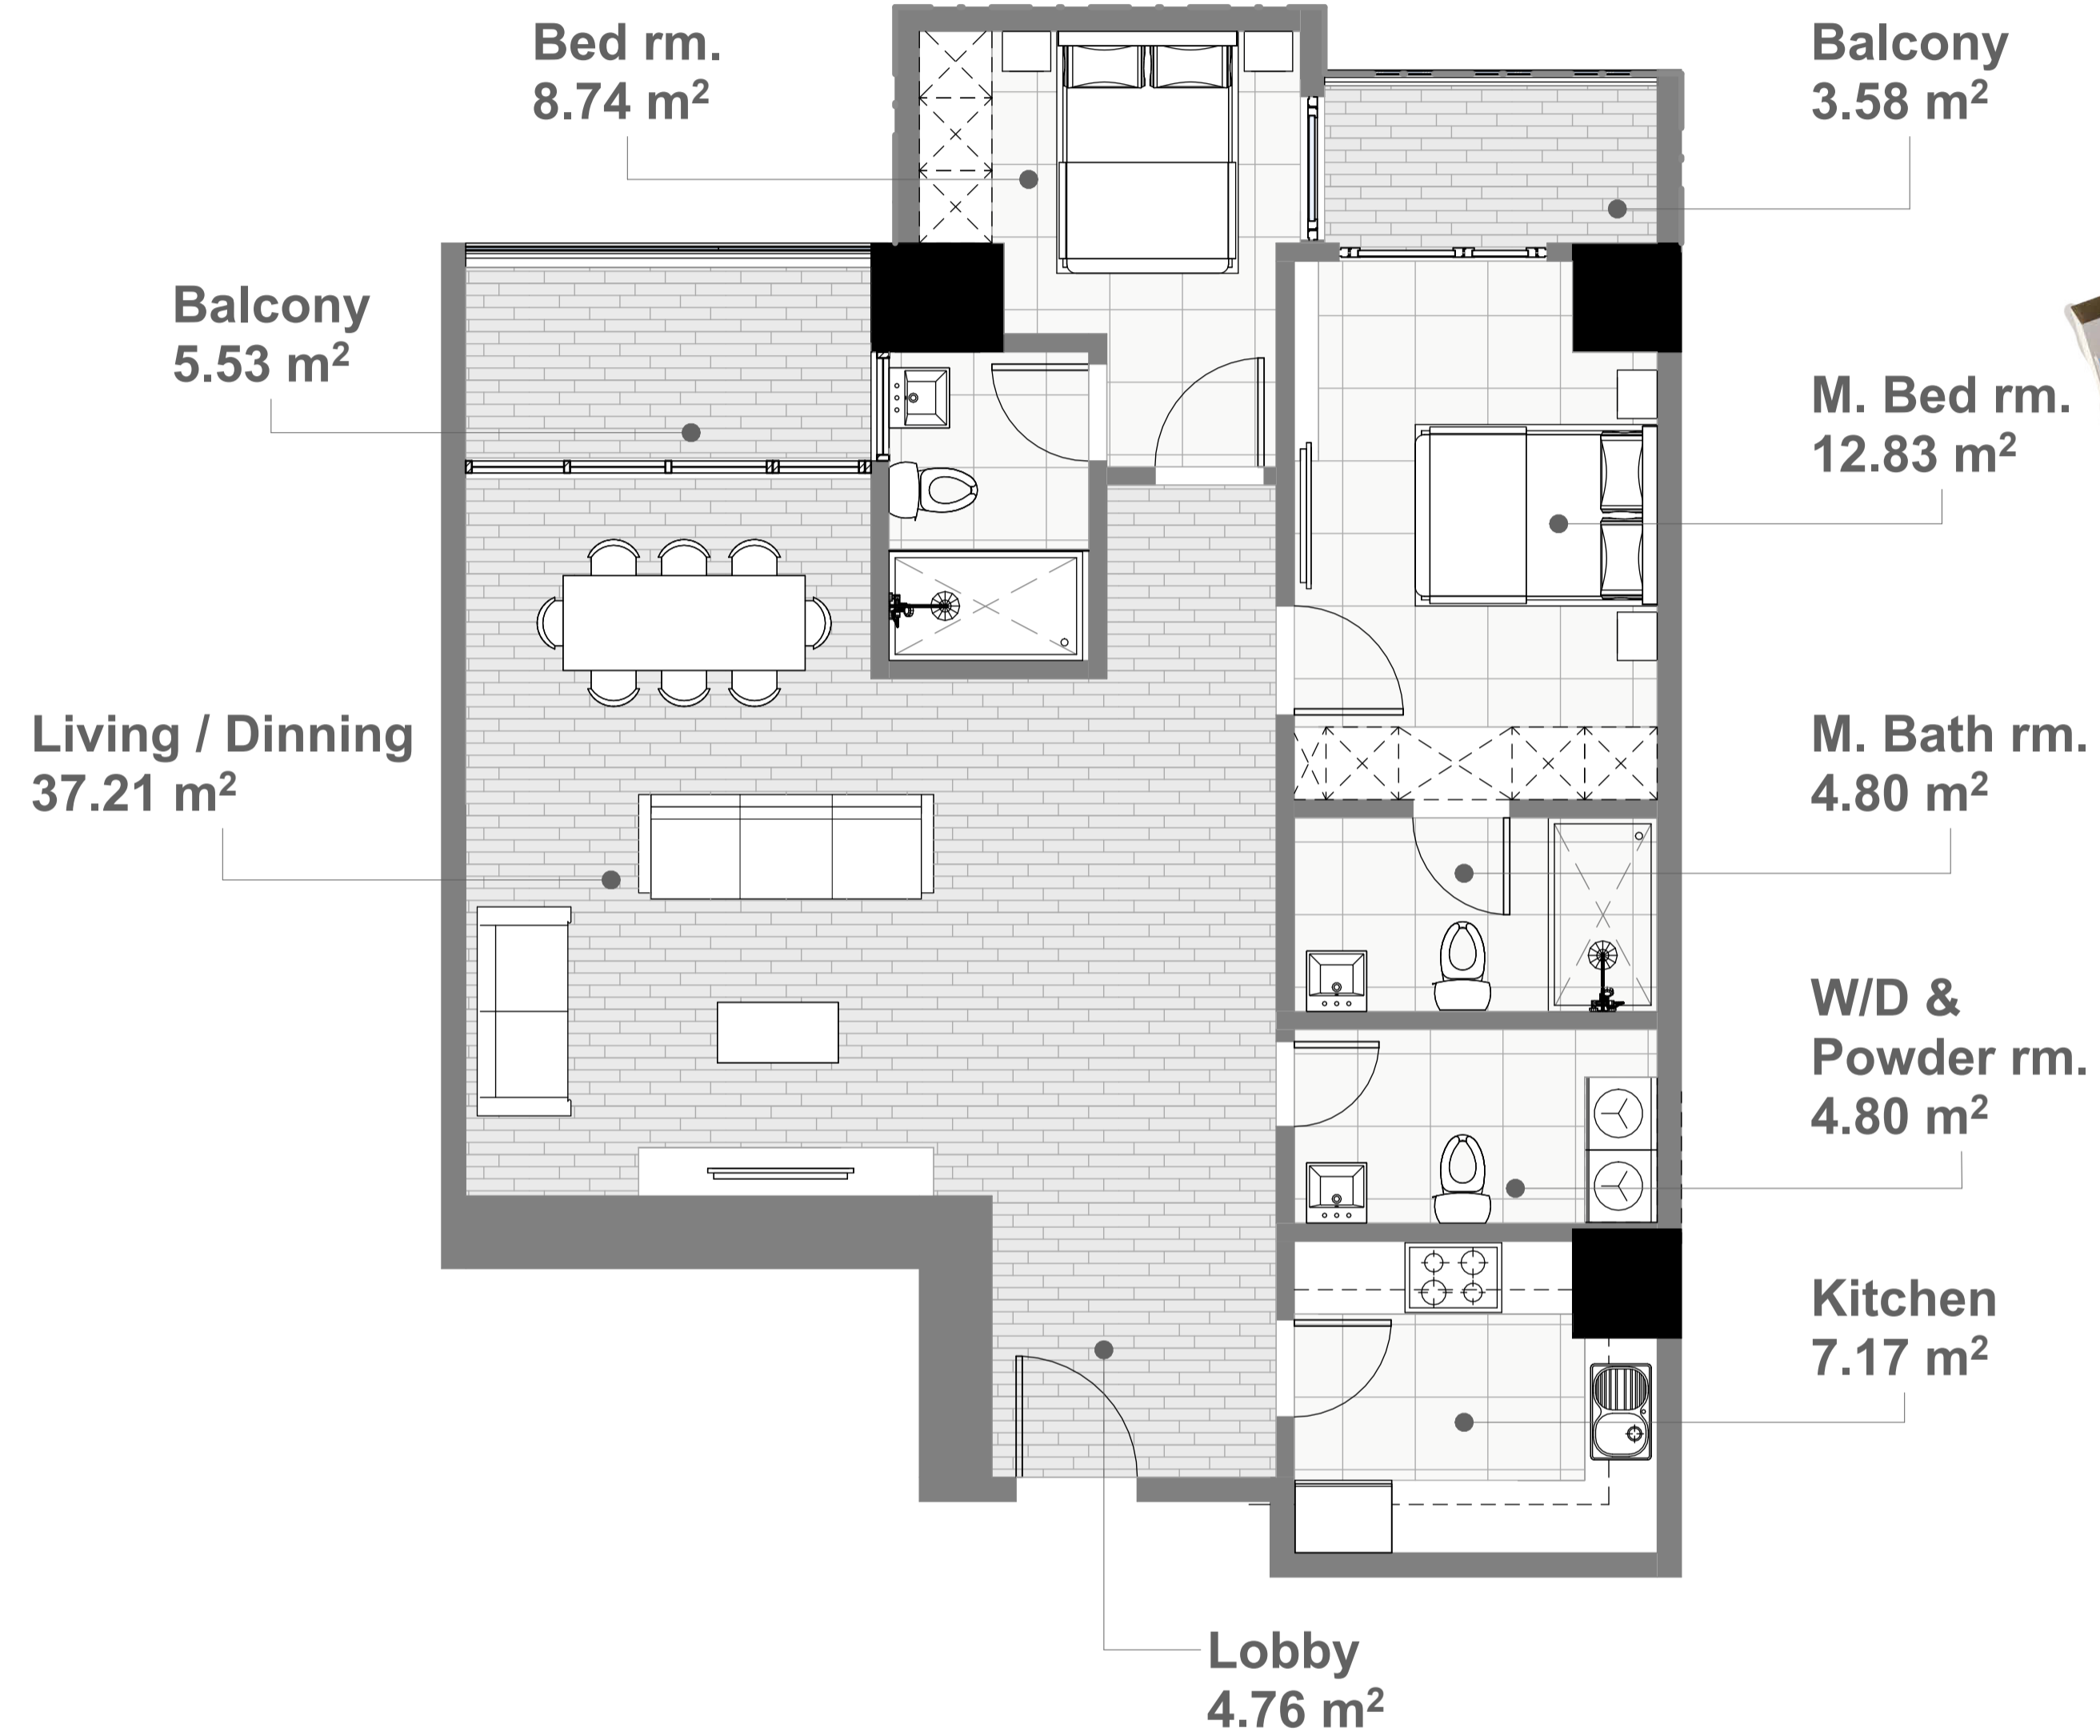 Bed rm.
8.74 m²
Balcony
3.58 m²
Balcony
5.53 m²
M. Bed rm.
12.83 m²
Living / Dinning
37.21 m²
M. Bath rm.
4.80 m²
W/D &
Powder rm.
4.80 m²
Kitchen
7.17 m²
Lobby
4.76 m²